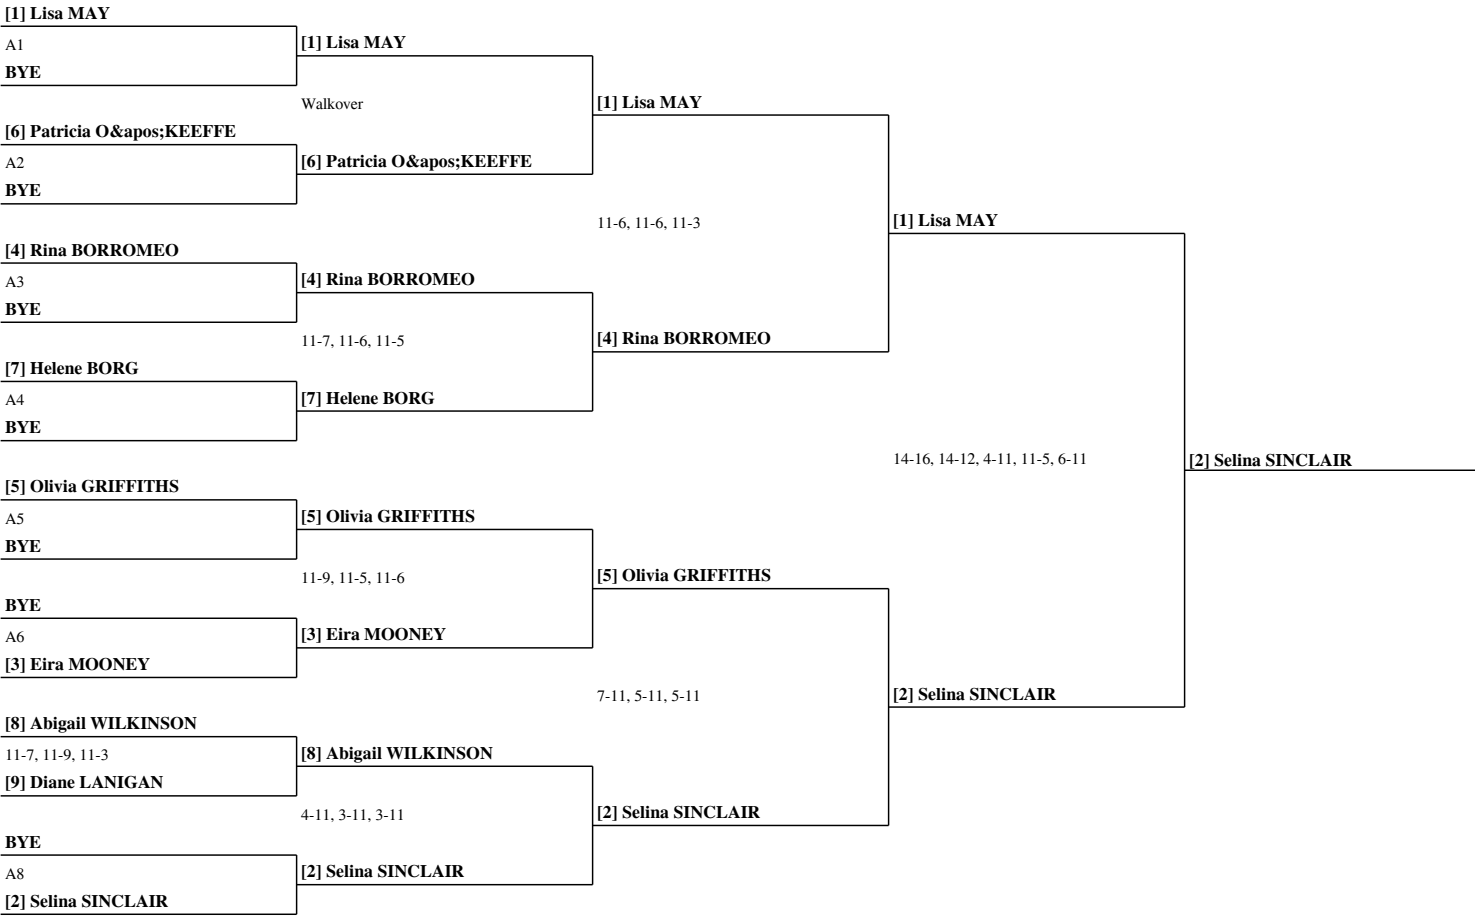 [1] Lisa MAY
A1
BYE
[6] Patricia O&apos;KEEFFE
A2
BYE
[4] Rina BORROMEO
A3
BYE
[7] Helene BORG
A4
BYE
[5] Olivia GRIFFITHS
A5
BYE
BYE
A6
[3] Eira MOONEY
[8] Abigail WILKINSON
11-7, 11-9, 11-3
[9] Diane LANIGAN
BYE
A8
[2] Selina SINCLAIR
[1] Lisa MAY
Walkover
[6] Patricia O&apos;KEEFFE
[4] Rina BORROMEO
11-7, 11-6, 11-5
[7] Helene BORG
[5] Olivia GRIFFITHS
11-9, 11-5, 11-6
[3] Eira MOONEY
[8] Abigail WILKINSON
4-11, 3-11, 3-11
[2] Selina SINCLAIR
[1] Lisa MAY
11-6, 11-6, 11-3
[4] Rina BORROMEO
[5] Olivia GRIFFITHS
7-11, 5-11, 5-11
[2] Selina SINCLAIR
[1] Lisa MAY
14-16, 14-12, 4-11, 11-5, 6-11
[2] Selina SINCLAIR
[2] Selina SINCLAIR